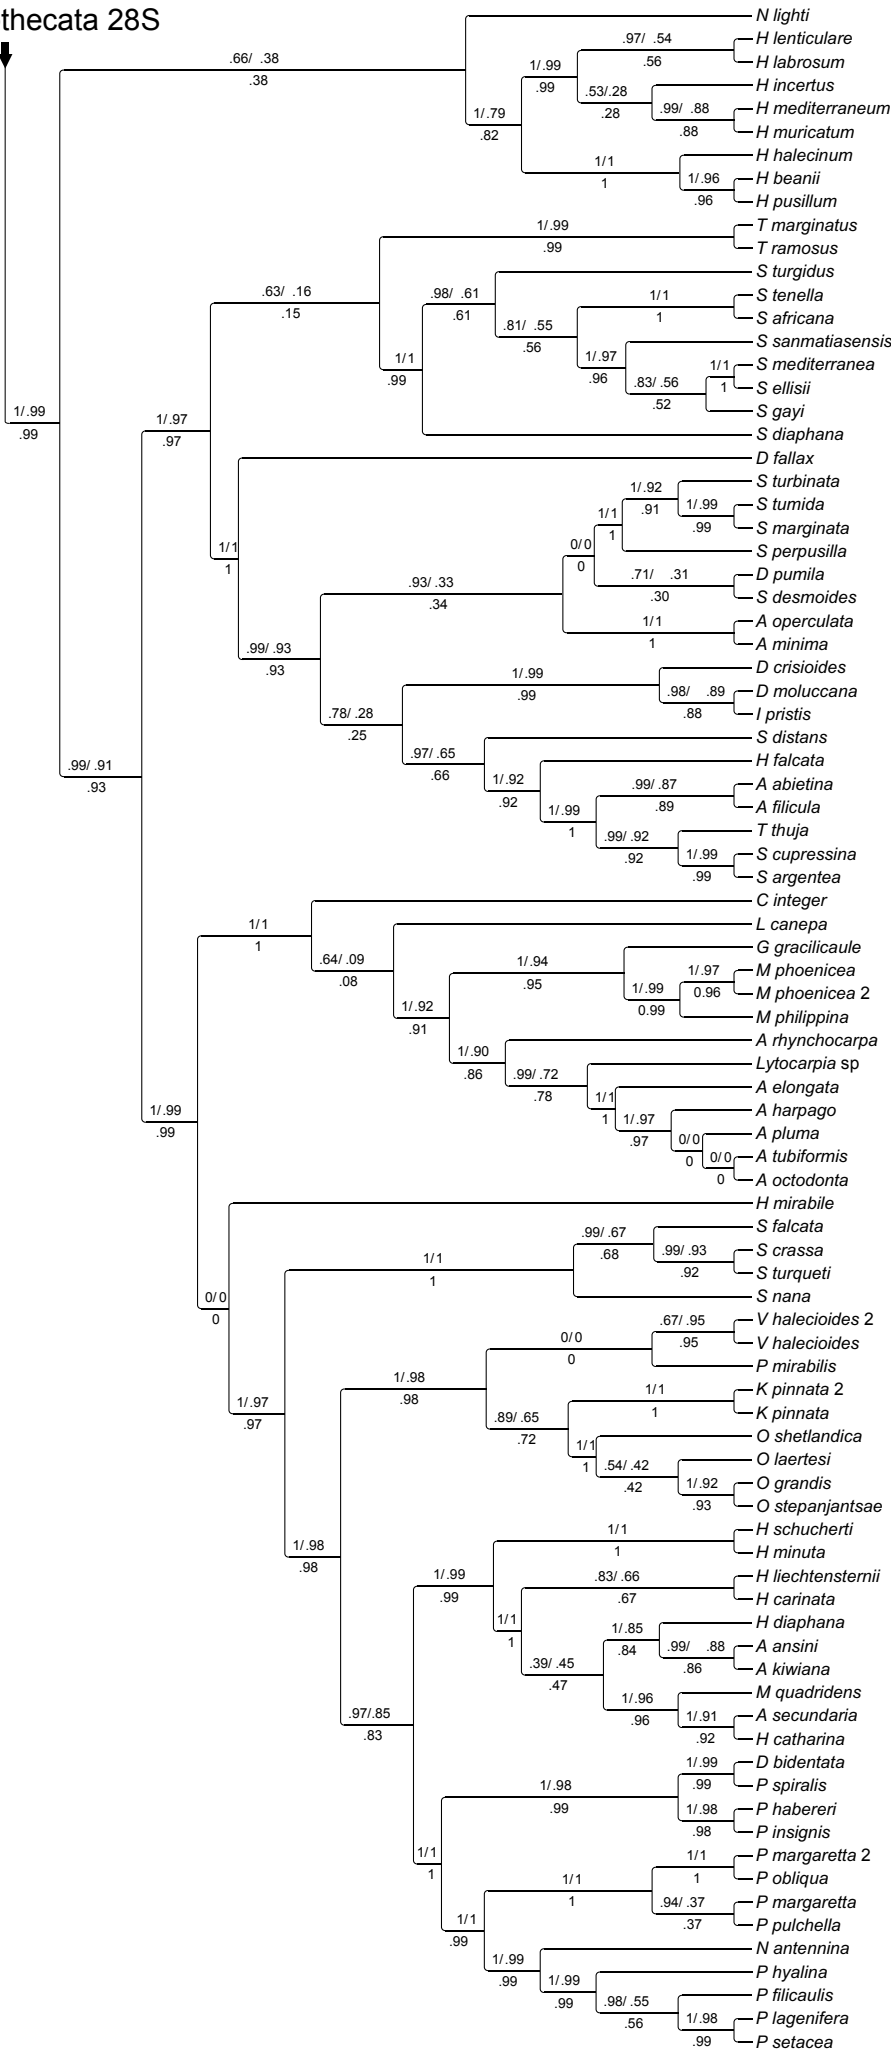 thecata 28S
N lighti
.66/ .38
.38
H lenticulare
.97/ .54
.56
H labrosum
1/.99
.99
H incertus
.53/.28
.28
H mediterraneum
.99/ .88
.88
H muricatum
1/.79
.82
H halecinum
1/1
1
H beanii
1/.96
.96
H pusillum
T marginatus
1/.99
.99
T ramosus
S turgidus
.63/ .16
.15
.98/ .61
.61
S tenella
1/1
1
S africana
.81/ .55
.56
S sanmatiasensis
1/1
.99
1/.97
.96
S mediterranea
1/1
1
S ellisii
.83/.56
.52
S gayi
1/.99
.99
1/.97
.97
S diaphana
D fallax
S turbinata
1/.92
.91
S tumida
1/.99
.99
S marginata
1/1
1
S perpusilla
1/1
1
0/0
0
D pumila
.71/ .31
.30
S desmoides
.93/ .33
.34
A operculata
1/1
1
A minima
.99/ .93
.93
D crisioides
1/.99
.99
D moluccana
.98/ .89
.88
I pristis
.78/ .28
.25
S distans
.97/ .65
.66
H falcata
.99/ .91
.93
1/.92
.92
A abietina
.99/ .87
.89
A filicula
1/.99
1
T thuja
.99/ .92
.92
S cupressina
1/.99
.99
S argentea
C integer
1/1
1
L canepa
.64/ .09
.08
G gracilicaule
1/.94
.95
M phoenicea
1/.97
0.96
M phoenicea 2
1/.99
0.99
M philippina
1/.92
.91
A rhynchocarpa
1/.90
.86
Lytocarpia sp
.99/ .72
.78
A elongata
1/1
1
A harpago
1/.99
.99
1/.97
.97
A pluma
0/0
0
A tubiformis
0/0
0
A octodonta
H mirabile
S falcata
.99/ .67
.68
S crassa
.99/ .93
.92
S turqueti
1/1
1
S nana
0/0
0
V halecioides 2
.67/ .95
.95
V halecioides
0/0
0
P mirabilis
1/.98
.98
K pinnata 2
1/1
1
K pinnata
1/.97
.97
.89/ .65
.72
O shetlandica
1/1
1
O laertesi
.54/ .42
.42
O grandis
1/.92
.93
O stepanjantsae
H schucherti
1/1
1
H minuta
1/.98
.98
H liechtensternii
.83/ .66
.67
H carinata
1/.99
.99
H diaphana
1/1
1
1/.85
.84
A ansini
.99/ .88
.86
A kiwiana
.39/ .45
.47
M quadridens
1/.96
.96
A secundaria
1/.91
.92
H catharina
.97/.85
.83
D bidentata
1/.99
.99
P spiralis
1/.98
.99
P habereri
1/.98
.98
P insignis
1/1
1
P margaretta 2
1/1
1
P obliqua
1/1
1
P margaretta
.94/ .37
.37
P pulchella
1/1
.99
N antennina
1/.99
.99
P hyalina
1/.99
.99
P filicaulis
.98/ .55
.56
P lagenifera
1/.98
.99
P setacea